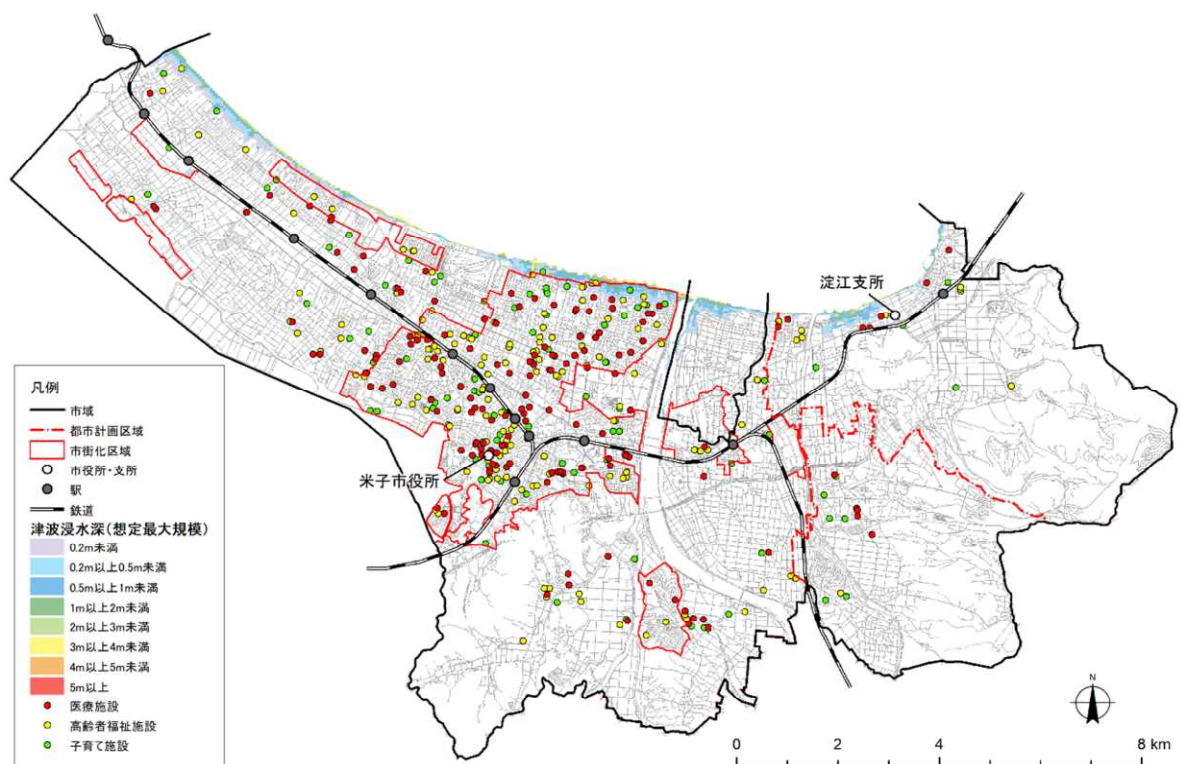 淀江支所
米子市役所
凡例
市域
都市計画区域
市街化区域
市役所・支所
駅
鉄道
津波浸水深(想定最大規模)
0.2m未満
0.2m以上0.5m未満
0.5m以上1m未満
1m以上2m未満
2m以上3m未満
3m以上4m未満
4m以上5m未満
5m以上
医療施設
高齢者福祉施設
子育て施設
N
0 2 4 8 km